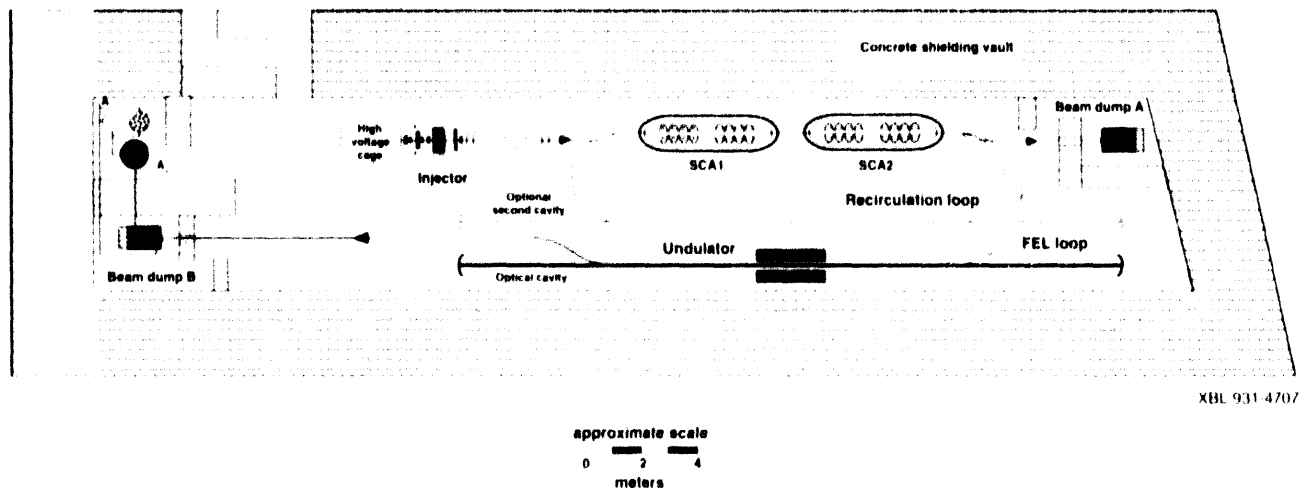 Concrete shielding vault
A
Beam dump A
High
voltage
cage
A
SCA1
SCA2
Injector
Optional
second cavity
Recirculation loop
Undulator
FEL loop
Beam dump B
Optical cavity
XBL 931-4707
approximate scale
0 2 4
meters